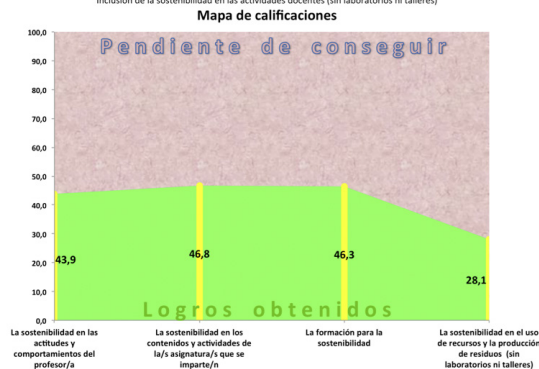 Inclusión de la sostenibilidad en las actividades docentes (sin laboratorios ni talleres)
Mapa de calificaciones
100,0
90,0
80,0
70,0
60,0
50,0
40,0
30,0
20,0
10,0
0,0
Pendiente de conseguir
43,9
46,8
46,3
28,1
Logros obtenidos
La sostenibilidad en las
actitudes y
comportamientos del
profesor/a
La sostenibilidad en los
contenidos y actividades de
la/s asignatura/s que se
imparte/n
La formación para la
sostenibilidad
La sostenibilidad en el uso
de recursos y la producción
de residuos (sin
laboratorios ni talleres)